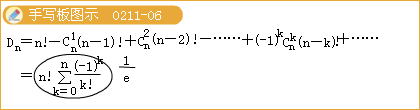 手写板图示 0211-06
Dₙ=n!−C¹ₙ(n−1)!+C²ₙ(n−2)!−……+(−1)ᵏCᵏₙ(n−k)!+……
=n! ∑ₖ₌₀ⁿ (−1)ᵏ/k! 1/e